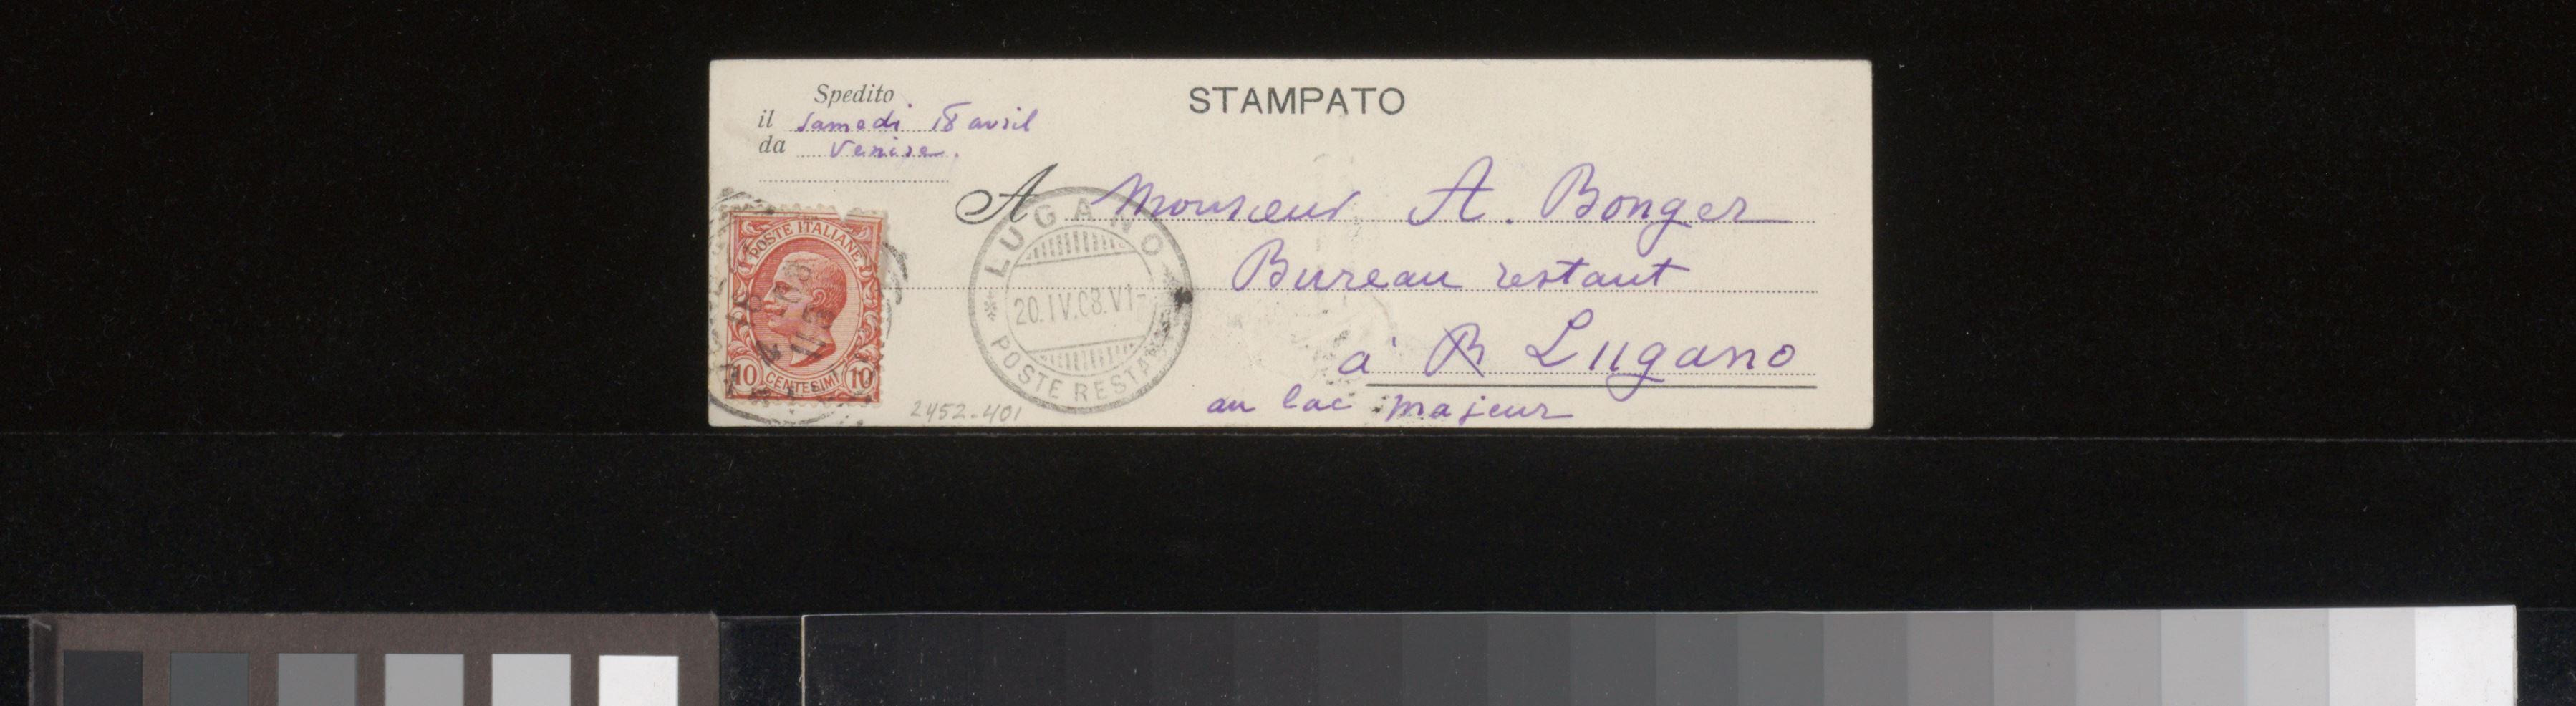 STAMPATO
Spedito
il Samedi 18 avril
da Venise.
A Monsieur A. Bonger
Bureau restant
à R Lugano
au lac majeur
POSTE ITALIANE
10 CENTESIMI 10
LUGANO
20.IV.08.VI-
POSTE RESTANTE
2452-401